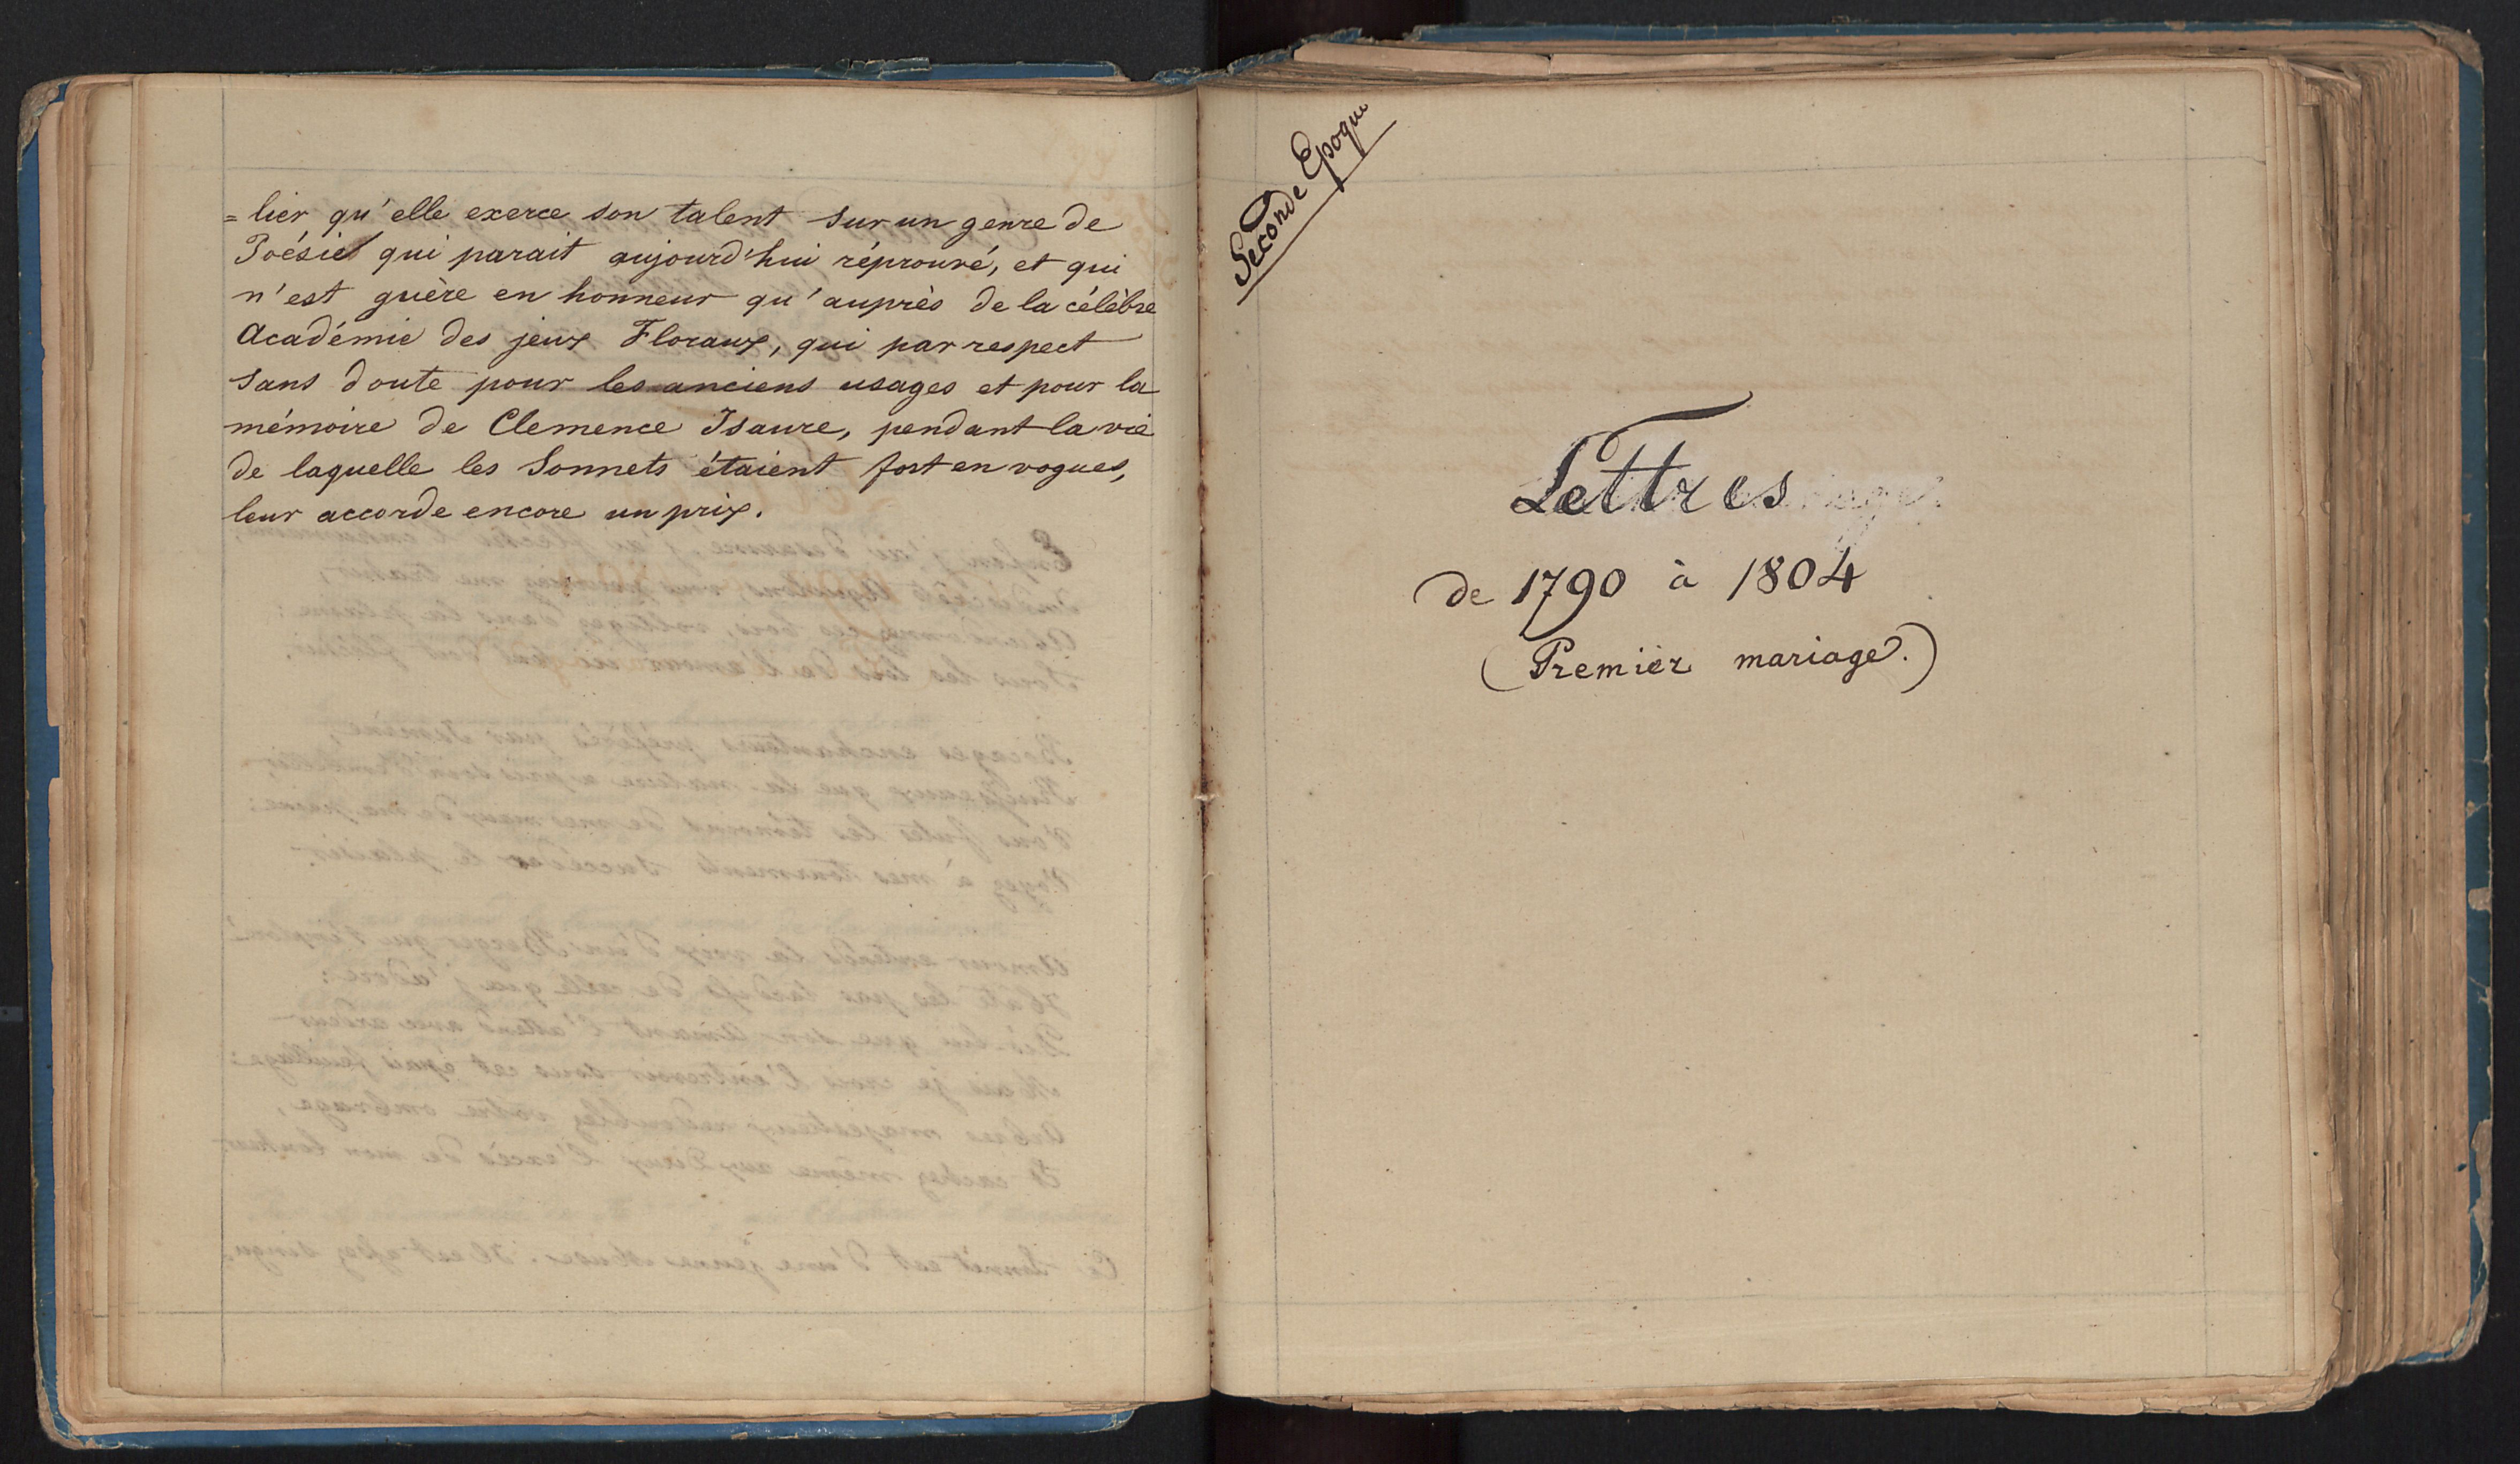 =lier qu'elle exerce son talent sur un genre de
Poésie qui parait aujourd'hui réprouvé, et qui
n'est guère en honneur qu'auprès de la célèbre
Académie des jeux Floraux, qui par respect
sans doute pour les anciens usages et pour la
mémoire de Clemence Isaure, pendant la vie
de laquelle les Sonnets étaient fort en vogues,
leur accorde encore un prix.
Seconde Epoque
Lettres
de 1790 à 1804
(Premier mariage.)